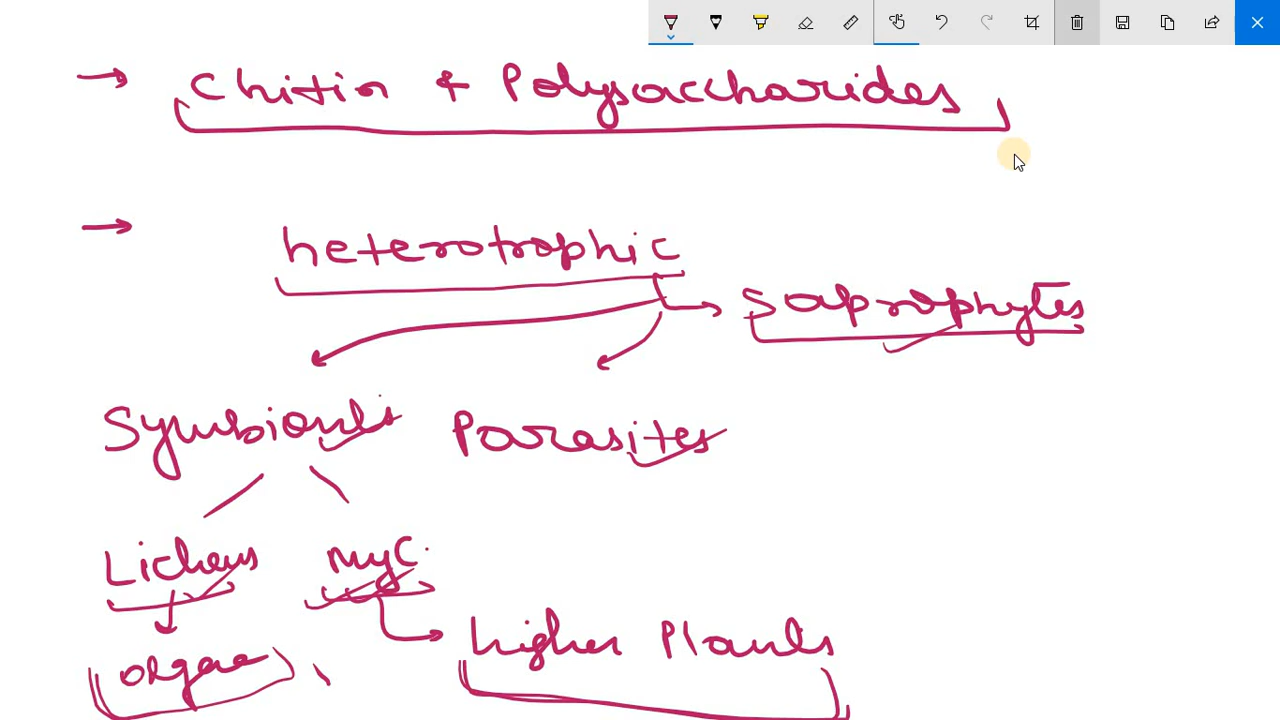 → Chitin & Polysaccharides
→ heterotrophic
→ Saprophytes
Symbionts Parasites
Lichens Myc.
higher Plants
algae